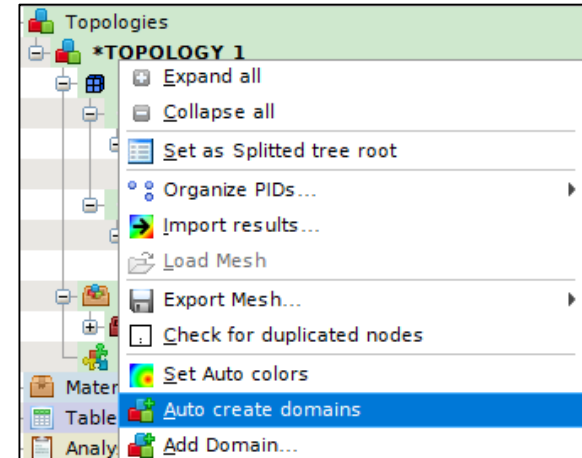 Topologies
*TOPOLOGY 1
Expand all
Collapse all
Set as Splitted tree root
Organize PIDs...
Import results...
Load Mesh
Export Mesh...
Check for duplicated nodes
Set Auto colors
Mater
Auto create domains
Table
Add Domain...
Analy